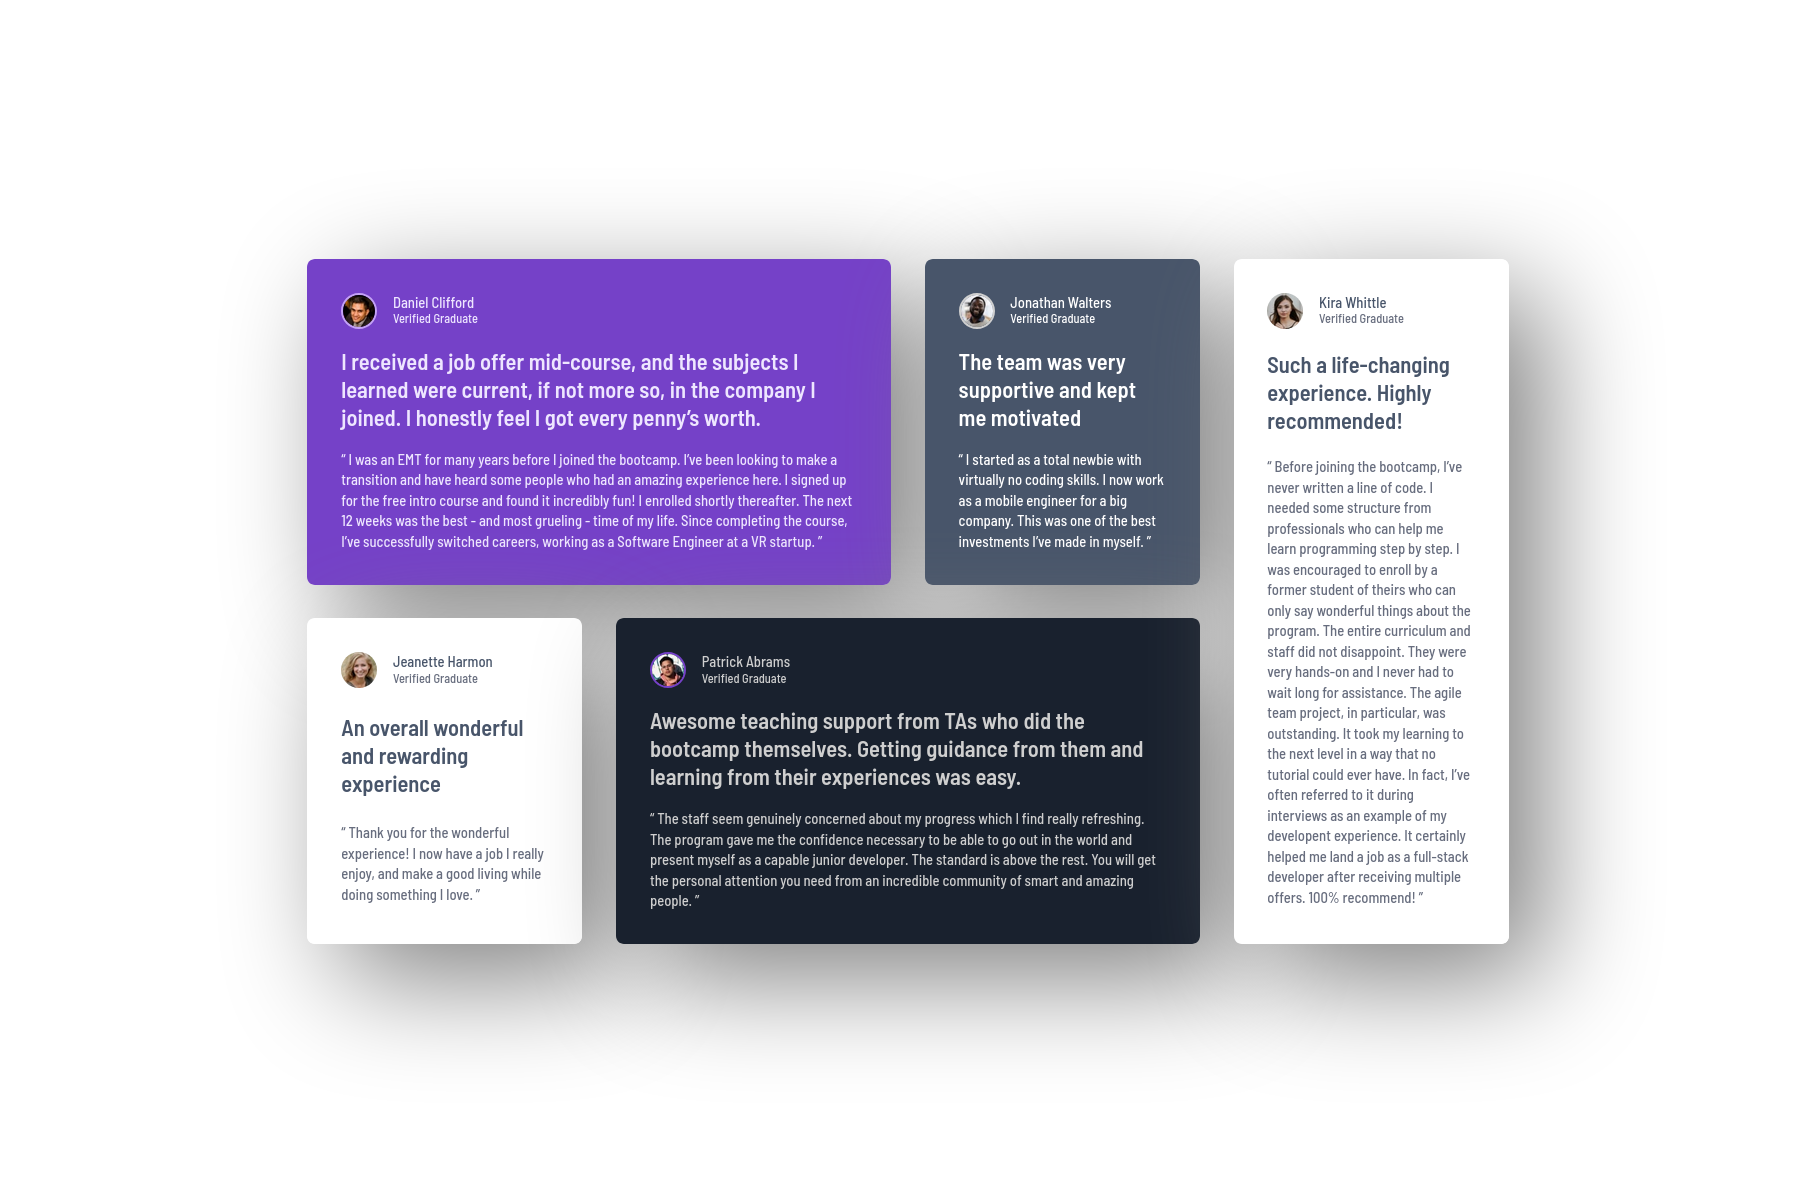 Daniel Clifford
Verified Graduate
I received a job offer mid-course, and the subjects I
learned were current, if not more so, in the company I
joined. I honestly feel I got every penny’s worth.
“ I was an EMT for many years before I joined the bootcamp. I’ve been looking to make a
transition and have heard some people who had an amazing experience here. I signed up
for the free intro course and found it incredibly fun! I enrolled shortly thereafter. The next
12 weeks was the best - and most grueling - time of my life. Since completing the course,
I’ve successfully switched careers, working as a Software Engineer at a VR startup. ”
Jonathan Walters
Verified Graduate
The team was very
supportive and kept
me motivated
“ I started as a total newbie with
virtually no coding skills. I now work
as a mobile engineer for a big
company. This was one of the best
investments I’ve made in myself. ”
Kira Whittle
Verified Graduate
Such a life-changing
experience. Highly
recommended!
“ Before joining the bootcamp, I’ve
never written a line of code. I
needed some structure from
professionals who can help me
learn programming step by step. I
was encouraged to enroll by a
former student of theirs who can
only say wonderful things about the
program. The entire curriculum and
staff did not disappoint. They were
very hands-on and I never had to
wait long for assistance. The agile
team project, in particular, was
outstanding. It took my learning to
the next level in a way that no
tutorial could ever have. In fact, I’ve
often referred to it during
interviews as an example of my
developent experience. It certainly
helped me land a job as a full-stack
developer after receiving multiple
offers. 100% recommend! ”
Jeanette Harmon
Verified Graduate
An overall wonderful
and rewarding
experience
“ Thank you for the wonderful
experience! I now have a job I really
enjoy, and make a good living while
doing something I love. ”
Patrick Abrams
Verified Graduate
Awesome teaching support from TAs who did the
bootcamp themselves. Getting guidance from them and
learning from their experiences was easy.
“ The staff seem genuinely concerned about my progress which I find really refreshing.
The program gave me the confidence necessary to be able to go out in the world and
present myself as a capable junior developer. The standard is above the rest. You will get
the personal attention you need from an incredible community of smart and amazing
people. ”